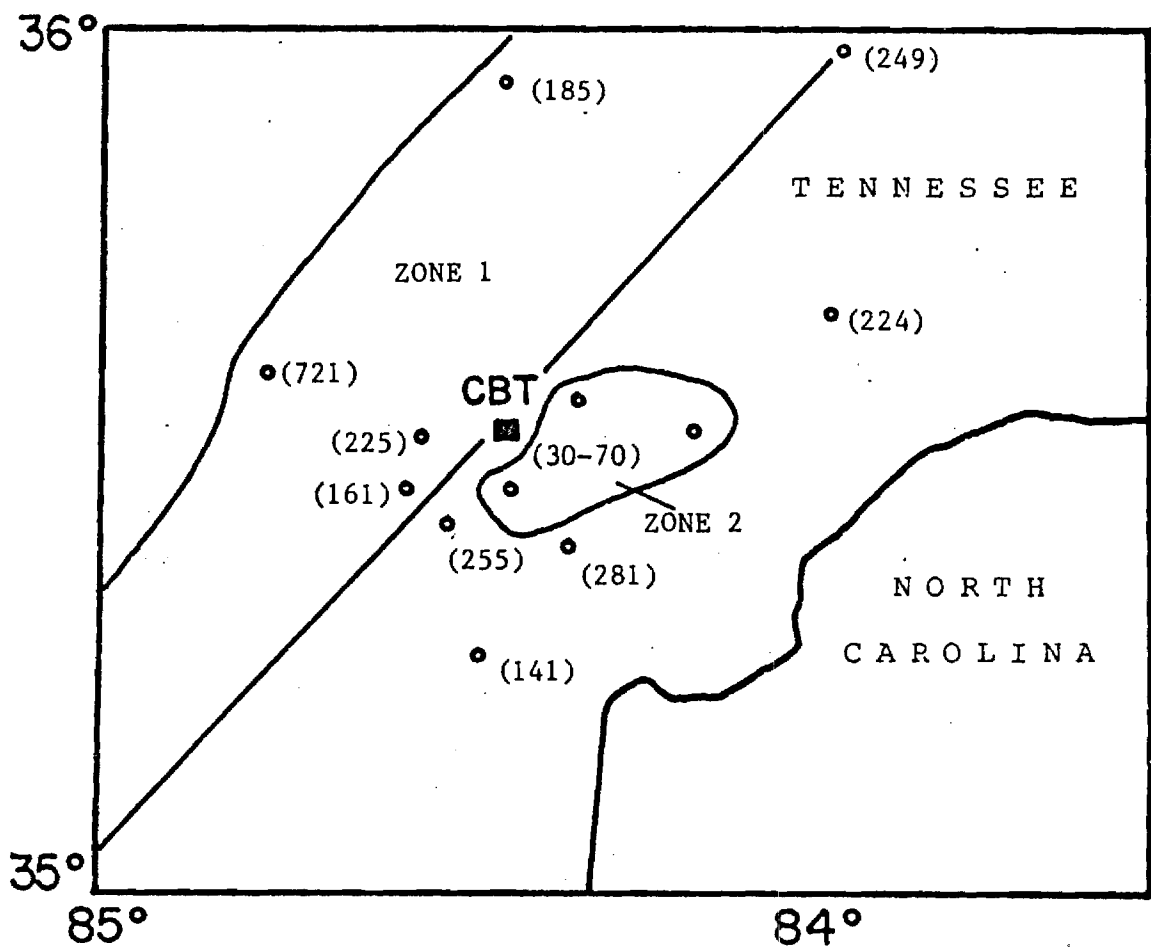 36°
(249)
(185)
TENNESSEE
ZONE 1
(224)
(721)
CBT
(225)
(30-70)
(161)
ZONE 2
(255)
(281)
NORTH
CAROLINA
(141)
35°
85°
84°